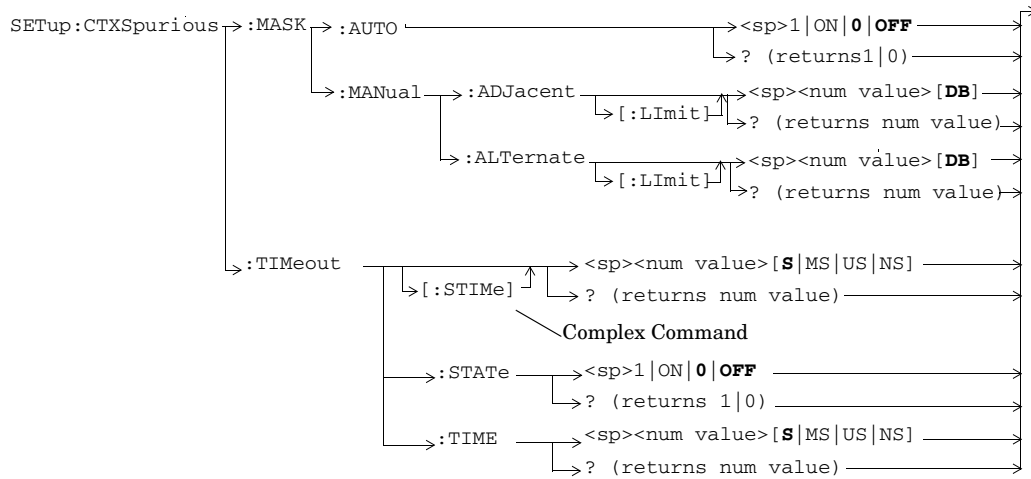 SETup:CTXSpurious :MASK :AUTO <sp>1|ON|0|OFF
? (returns1|0)
:MANual :ADJacent <sp><num value>[DB]
[:LImit] ? (returns num value)
:ALTernate <sp><num value>[DB]
[:LImit] ? (returns num value)
:TIMeout <sp><num value>[S|MS|US|NS]
[:STIMe] ? (returns num value)
Complex Command
:STATe <sp>1|ON|0|OFF
? (returns 1|0)
:TIME <sp><num value>[S|MS|US|NS]
? (returns num value)